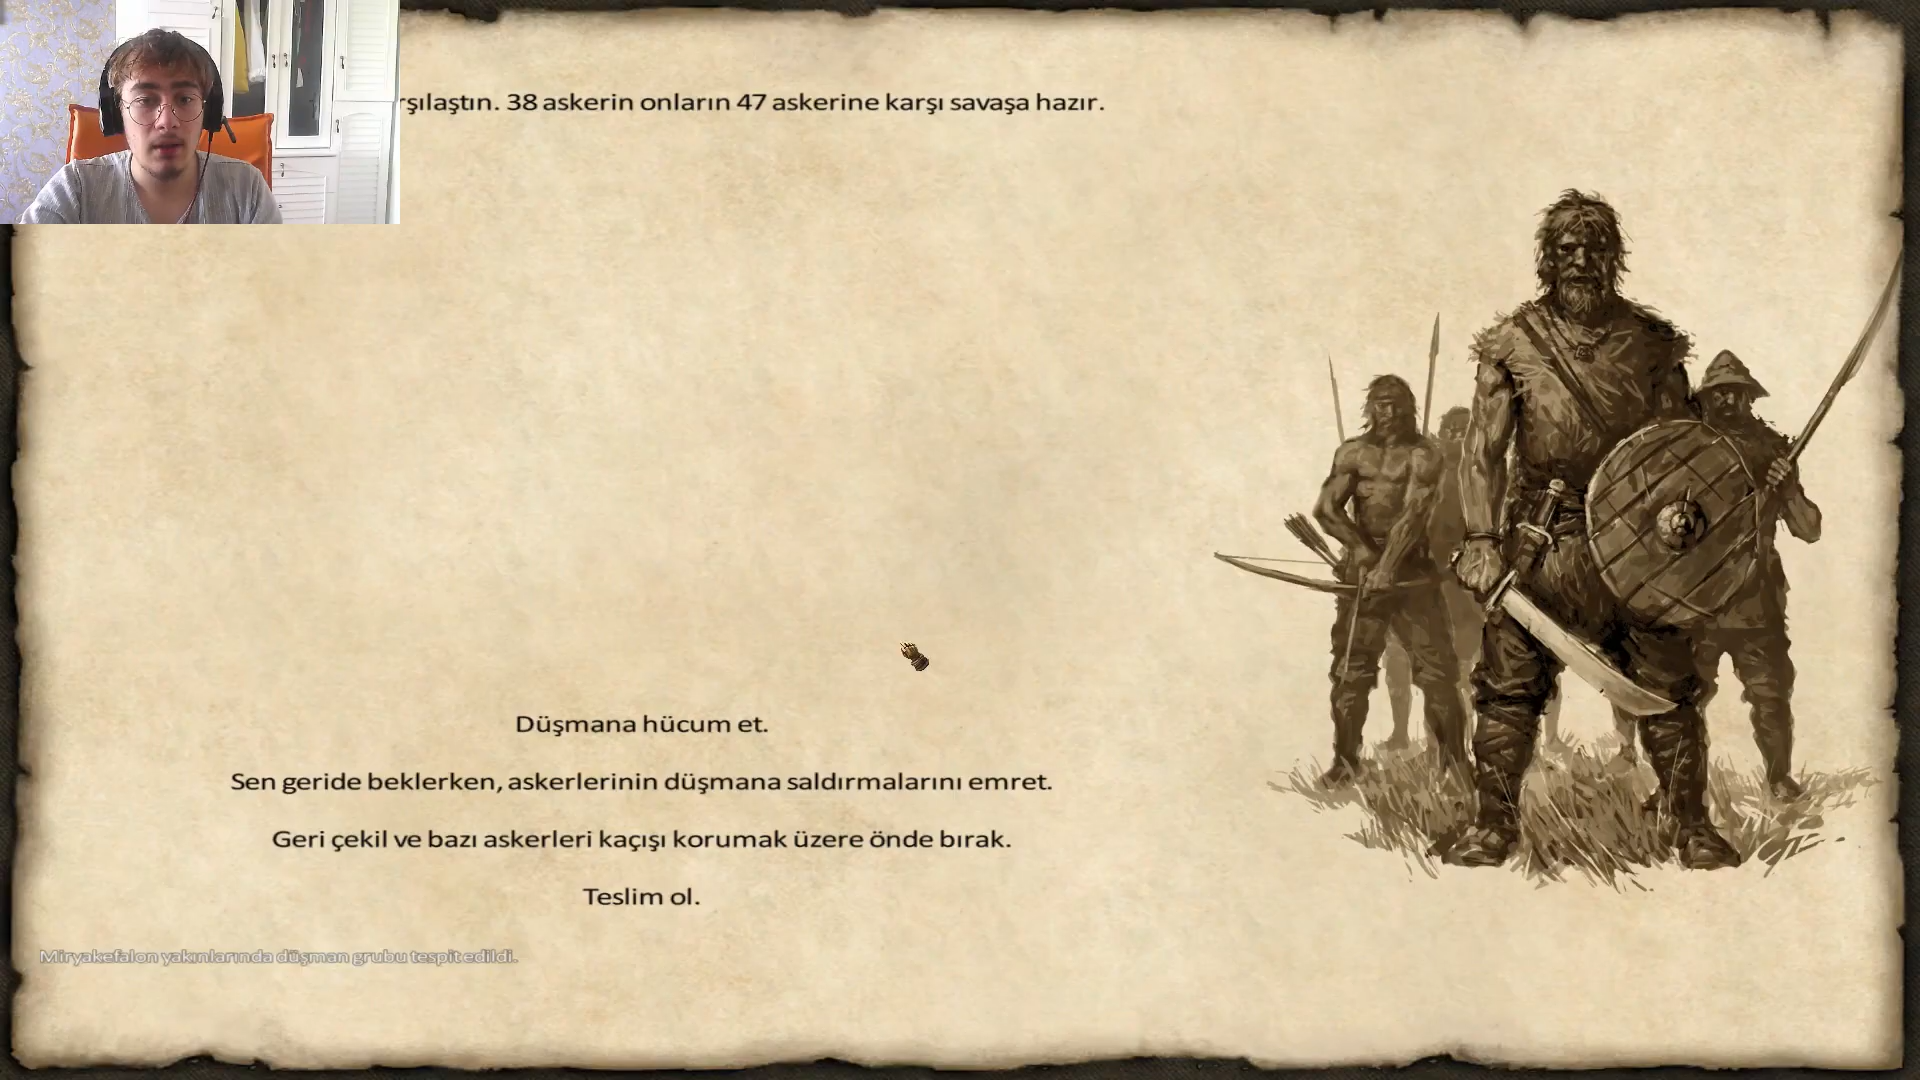 38 askerin onların 47 askerine karşı savaşa hazır.
Düşmana hücum et.
Sen geride beklerken, askerlerinin düşmana saldırmalarını emret.
Geri çekil ve bazı askerleri kaçışı korumak üzere önde bırak.
Teslim ol.
Miryakefalon yakınlarında düşman grubu tespit edildi.